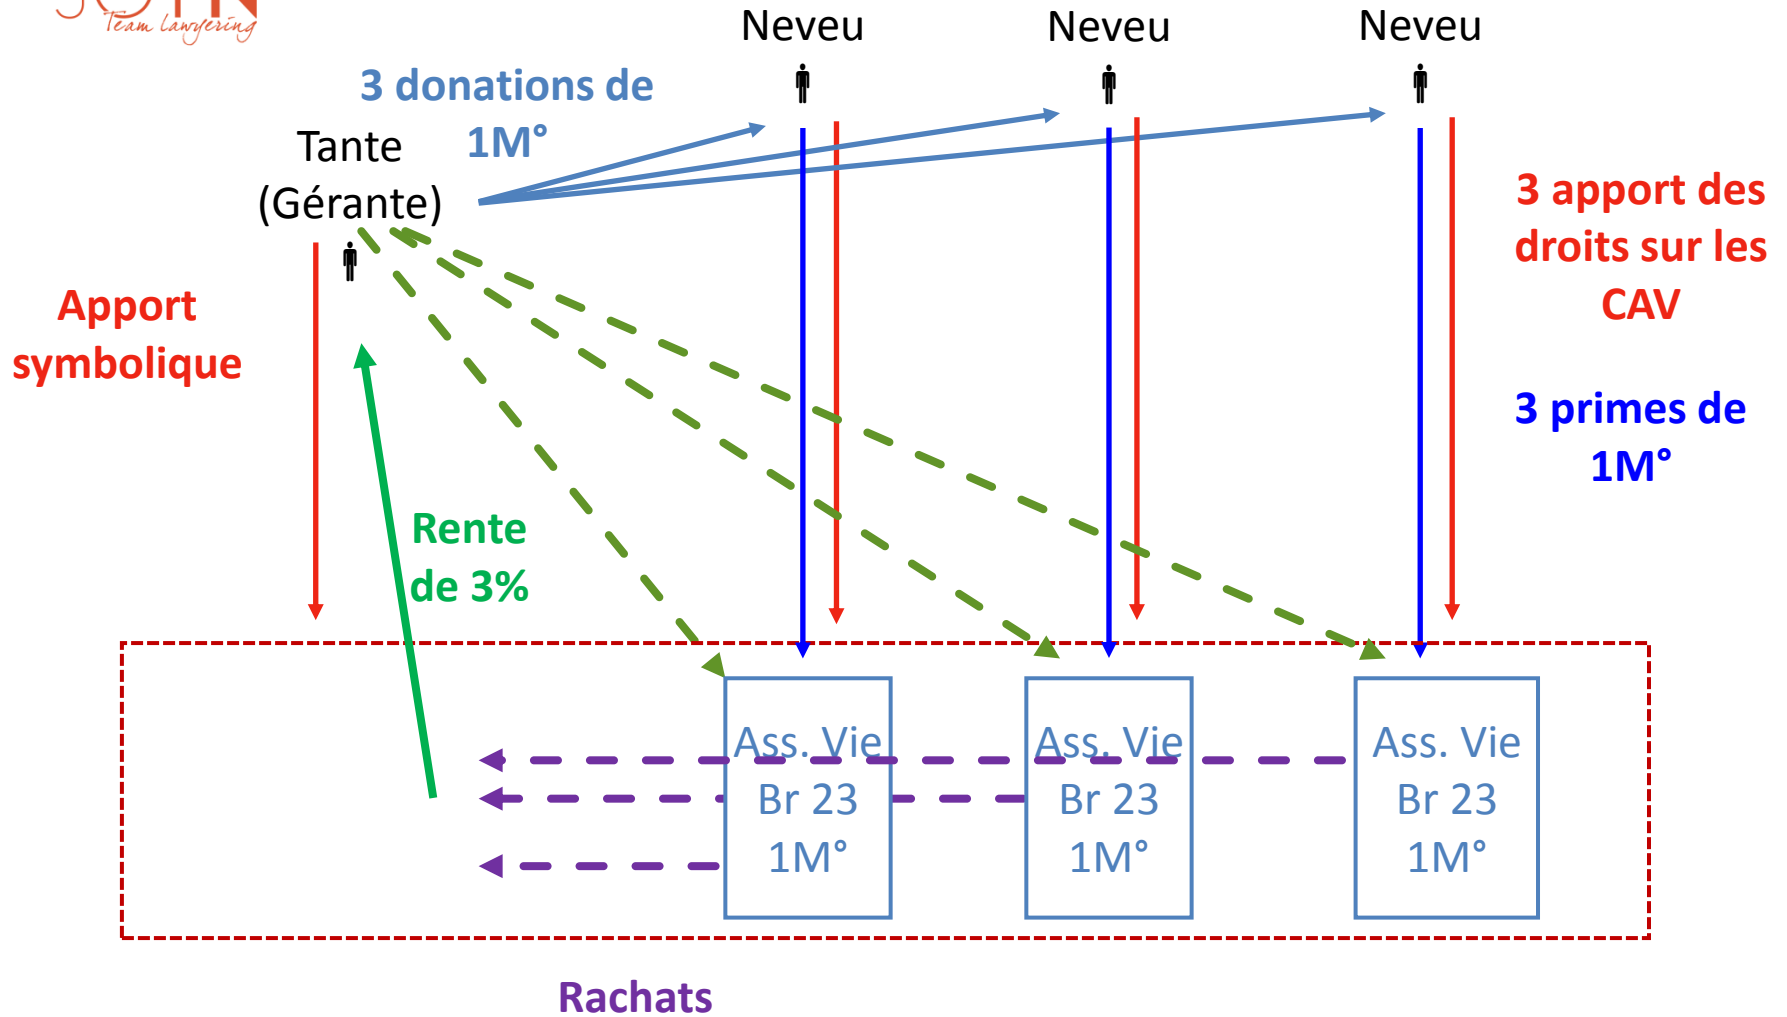 Team Lawyering
Neveu
Neveu
Neveu
3 donations de
1M°
Tante
(Gérante)
3 apport des
droits sur les
CAV
Apport
symbolique
3 primes de
1M°
Rente
de 3%
Ass. Vie
Br 23
1M°
Ass. Vie
Br 23
1M°
Ass. Vie
Br 23
1M°
Rachats